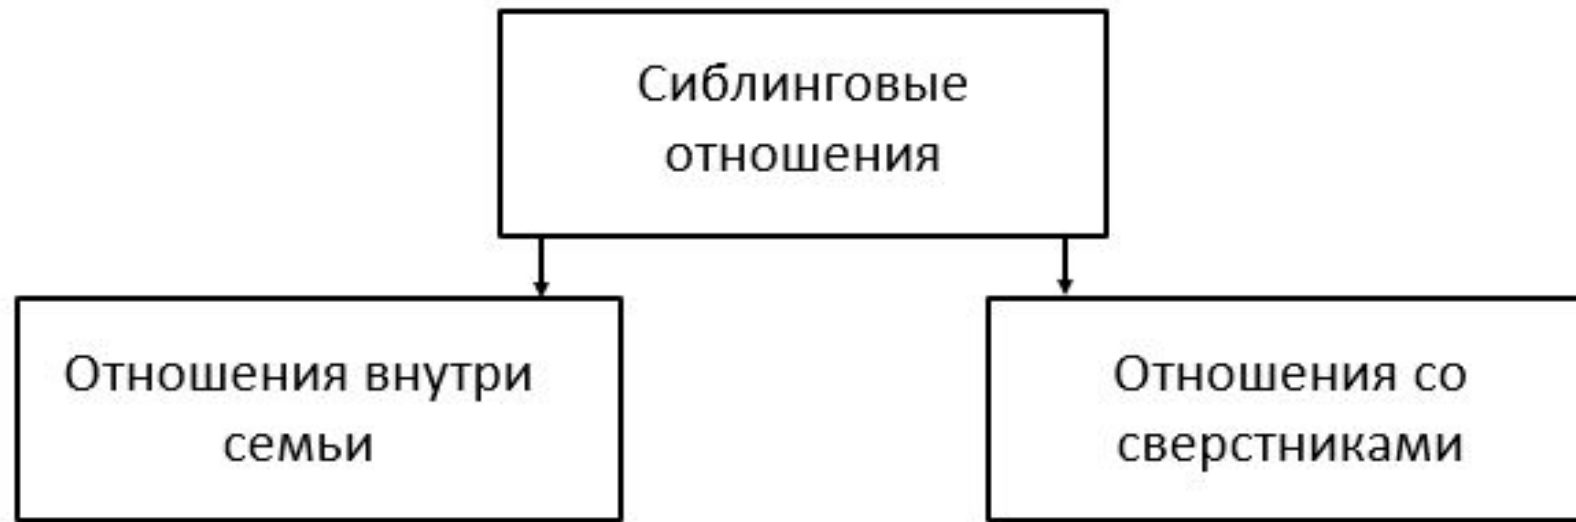 Сиблинговые
отношения
Отношения внутри
семьи
Отношения со
сверстниками